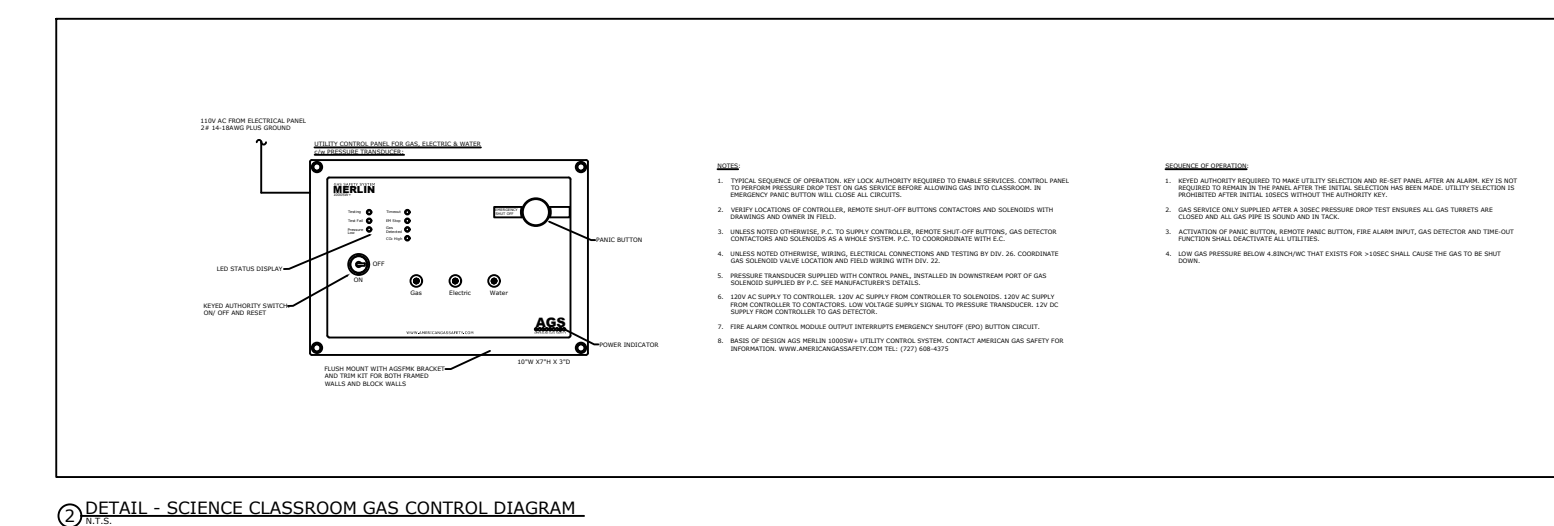 110V AC FROM ELECTRICAL PANEL
2# 14-18AWG PLUS GROUND
UTILITY CONTROL PANEL FOR GAS, ELECTRIC & WATER
c/w PRESSURE TRANSDUCER:
GAS SAFETY SYSTEM
MERLIN
Testing
Test Fail
Pressure
Low
Timeout
EM Stop
Gas
Detected
CO2 High
EMERGENCY
SHUT OFF
PANIC BUTTON
LED STATUS DISPLAY
OFF
ON
KEYED AUTHORITY SWITCH
ON/ OFF AND RESET
Gas
Electric
Water
WWW.AMERICANGASSAFETY.COM
AGS
POWER INDICATOR
10"W X7"H X 3"D
FLUSH MOUNT WITH AGSFMK BRACKET
AND TRIM KIT FOR BOTH FRAMED
WALLS AND BLOCK WALLS
NOTES:
1. TYPICAL SEQUENCE OF OPERATION. KEY LOCK AUTHORITY REQUIRED TO ENABLE SERVICES. CONTROL PANEL
TO PERFORM PRESSURE DROP TEST ON GAS SERVICE BEFORE ALLOWING GAS INTO CLASSROOM. IN
EMERGENCY PANIC BUTTON WILL CLOSE ALL CIRCUITS.
2. VERIFY LOCATIONS OF CONTROLLER, REMOTE SHUT-OFF BUTTONS CONTACTORS AND SOLENOIDS WITH
DRAWINGS AND OWNER IN FIELD.
3. UNLESS NOTED OTHERWISE, P.C. TO SUPPLY CONTROLLER, REMOTE SHUT-OFF BUTTONS, GAS DETECTOR
CONTACTORS AND SOLENOIDS AS A WHOLE SYSTEM. P.C. TO COORORDINATE WITH E.C.
4. UNLESS NOTED OTHERWISE, WIRING, ELECTRICAL CONNECTIONS AND TESTING BY DIV. 26. COORDINATE
GAS SOLENOID VALVE LOCATION AND FIELD WIRING WITH DIV. 22.
5. PRESSURE TRANSDUCER SUPPLIED WITH CONTROL PANEL, INSTALLED IN DOWNSTREAM PORT OF GAS
SOLENOID SUPPLIED BY P.C. SEE MANUFACTURER'S DETAILS.
6. 120V AC SUPPLY TO CONTROLLER. 120V AC SUPPLY FROM CONTROLLER TO SOLENOIDS. 120V AC SUPPLY
FROM CONTROLLER TO CONTACTORS. LOW VOLTAGE SUPPLY SIGNAL TO PRESSURE TRANSDUCER. 12V DC
SUPPLY FROM CONTROLLER TO GAS DETECTOR.
7. FIRE ALARM CONTROL MODULE OUTPUT INTERRUPTS EMERGENCY SHUTOFF (EPO) BUTTON CIRCUIT.
8. BASIS OF DESIGN AGS MERLIN 1000SW+ UTILITY CONTROL SYSTEM. CONTACT AMERICAN GAS SAFETY FOR
INFORMATION. WWW.AMERICANGASSAFETY.COM TEL: (727) 608-4375
SEQUENCE OF OPERATION:
1. KEYED AUTHORITY REQUIRED TO MAKE UTILITY SELECTION AND RE-SET PANEL AFTER AN ALARM. KEY IS NOT
REQUIRED TO REMAIN IN THE PANEL AFTER THE INITIAL SELECTION HAS BEEN MADE. UTILITY SELECTION IS
PROHIBITED AFTER INITIAL 10SECS WITHOUT THE AUTHORITY KEY.
2. GAS SERVICE ONLY SUPPLIED AFTER A 30SEC PRESSURE DROP TEST ENSURES ALL GAS TURRETS ARE
CLOSED AND ALL GAS PIPE IS SOUND AND IN TACK.
3. ACTIVATION OF PANIC BUTTON, REMOTE PANIC BUTTON, FIRE ALARM INPUT, GAS DETECTOR AND TIME-OUT
FUNCTION SHALL DEACTIVATE ALL UTILITIES.
4. LOW GAS PRESSURE BELOW 4.8INCH/WC THAT EXISTS FOR >10SEC SHALL CAUSE THE GAS TO BE SHUT
DOWN.
2 DETAIL - SCIENCE CLASSROOM GAS CONTROL DIAGRAM
N.T.S.